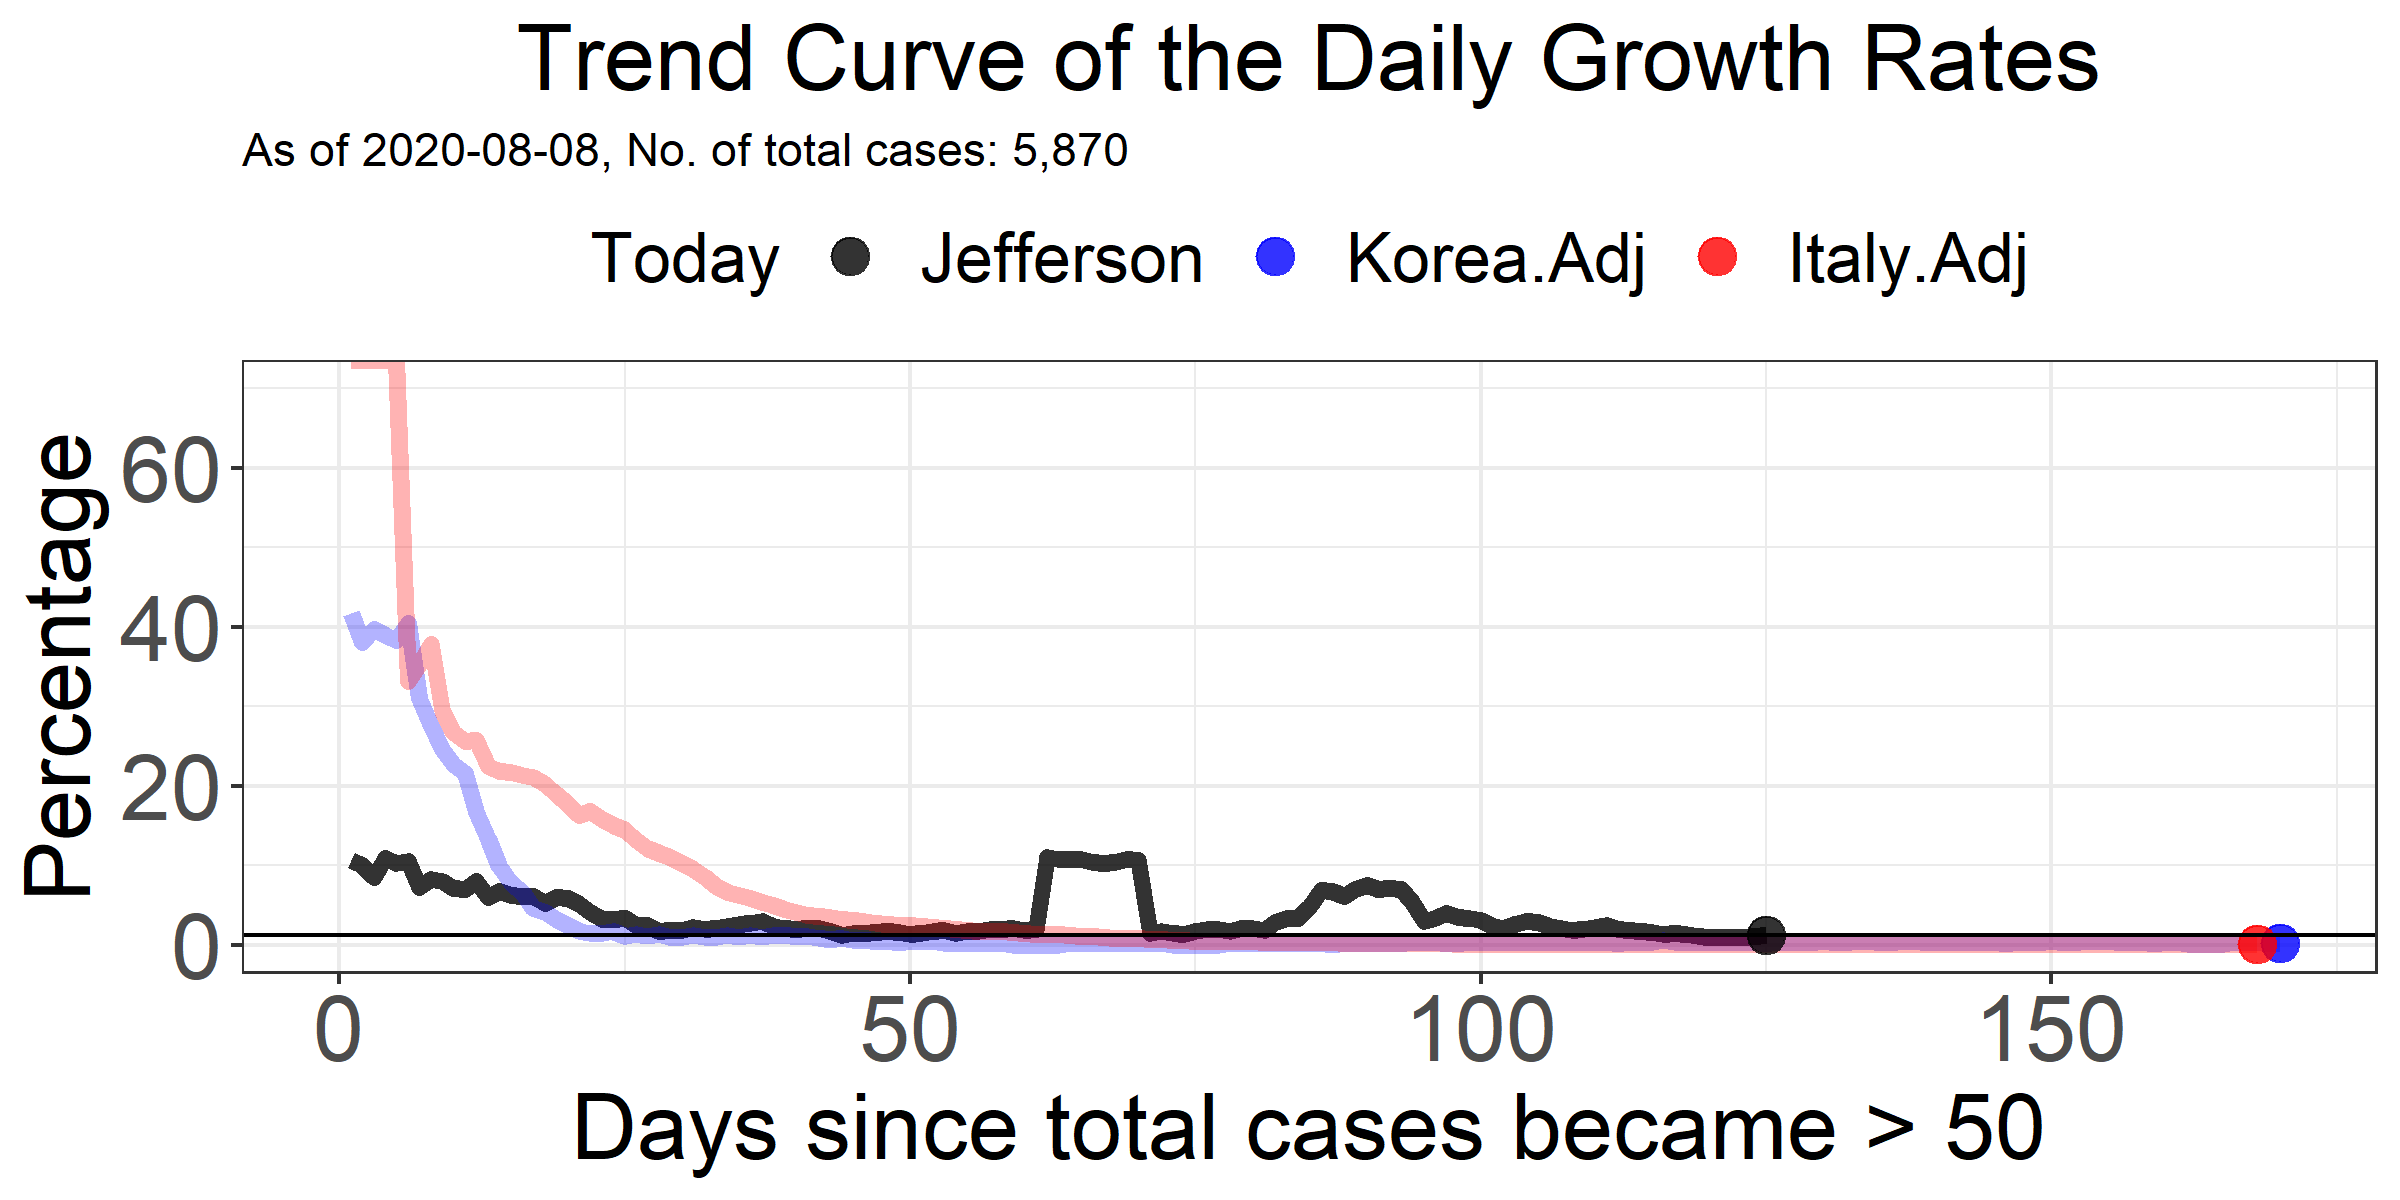 Trend Curve of the Daily Growth Rates
As of 2020-08-08, No. of total cases: 5,870
Today Jefferson Korea.Adj Italy.Adj
Percentage
60
40
20
0
0 50 100 150
Days since total cases became > 50